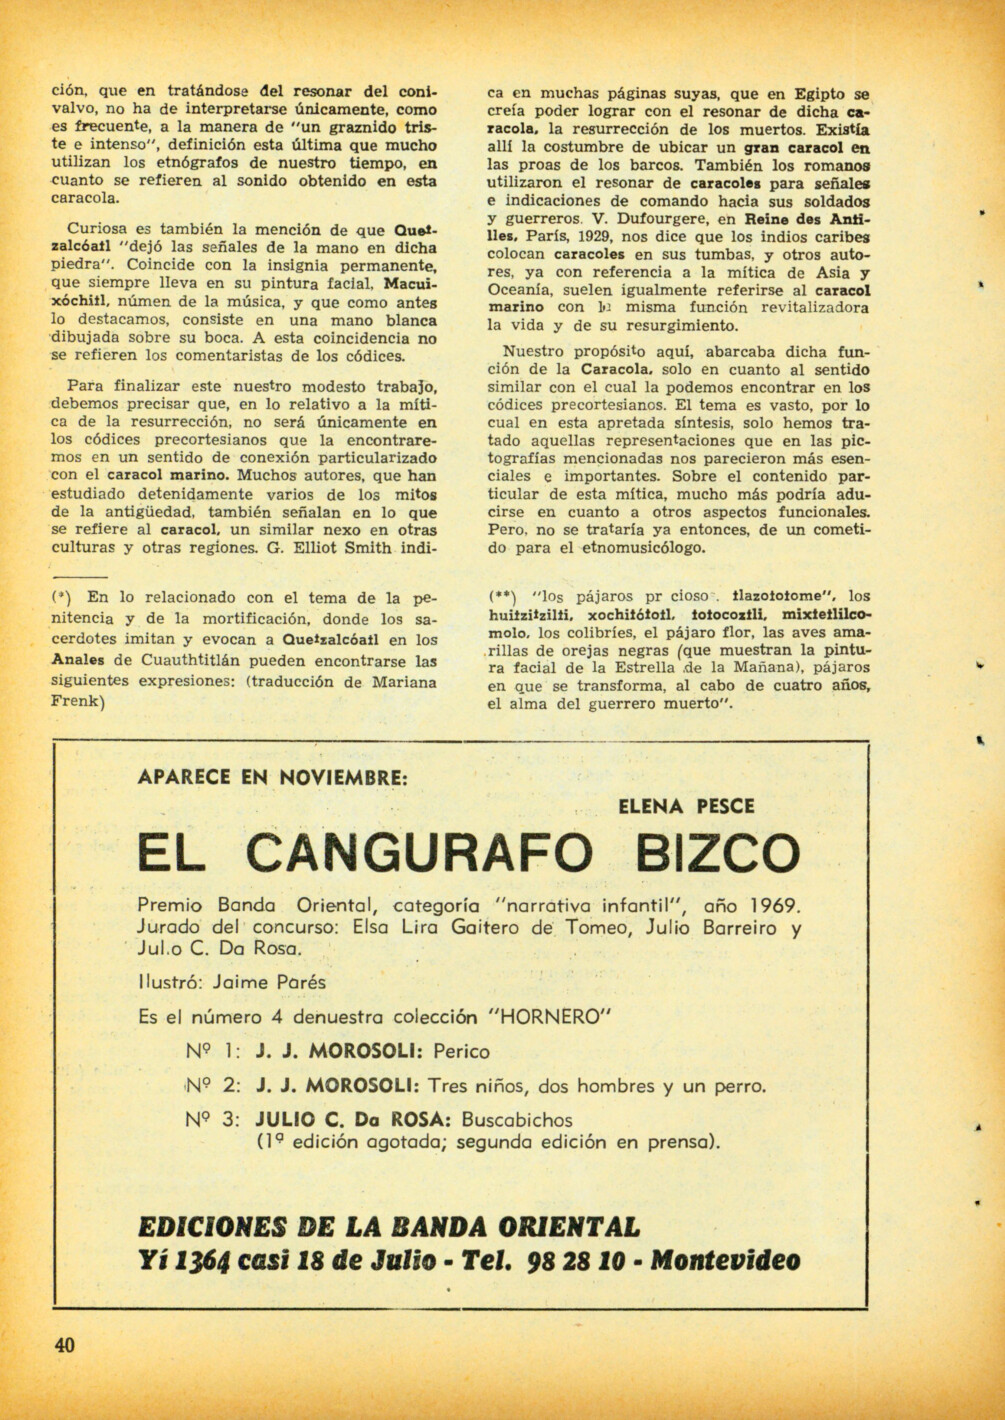 ción, que en tratándose del resonar del coni-
valvo, no ha de interpretarse únicamente, como
es frecuente, a la manera de "un graznido tris-
te e intenso", definición esta última que mucho
utilizan los etnógrafos de nuestro tiempo, en
cuanto se refieren al sonido obtenido en esta
caracola.
Curiosa es también la mención de que Quet-
zalcóatl "dejó las señales de la mano en dicha
piedra". Coincide con la insignia permanente,
que siempre lleva en su pintura facial, Macui-
xóchitl, númen de la música, y que como antes
lo destacamos, consiste en una mano blanca
dibujada sobre su boca. A esta coincidencia no
se refieren los comentaristas de los códices.
Para finalizar este nuestro modesto trabajo,
debemos precisar que, en lo relativo a la míti-
ca de la resurrección, no será únicamente en
los códices precortesianos que la encontrare-
mos en un sentido de conexión particularizado
con el caracol marino. Muchos autores, que han
estudiado detenidamente varios de los mitos
de la antigüedad, también señalan en lo que
se refiere al caracol, un similar nexo en otras
culturas y otras regiones. G. Elliot Smith indi-
(*) En lo relacionado con el tema de la pe-
nitencia y de la mortificación, donde los sa-
cerdotes imitan y evocan a Quetzalcóatl en los
Anales de Cuauthtitlán pueden encontrarse las
siguientes expresiones: (traducción de Mariana
Frenk)
ca en muchas páginas suyas, que en Egipto se
creía poder lograr con el resonar de dicha ca-
racola, la resurrección de los muertos. Existía
allí la costumbre de ubicar un gran caracol en
las proas de los barcos. También los romanos
utilizaron el resonar de caracoles para señales
e indicaciones de comando hacia sus soldados
y guerreros. V. Dufourgere, en Reine des Anti-
lles, París, 1929, nos dice que los indios caribes
colocan caracoles en sus tumbas, y otros auto-
res, ya con referencia a la mítica de Asia y
Oceanía, suelen igualmente referirse al caracol
marino con misma función revitalizadora
la vida y de su resurgimiento.
Nuestro propósito aquí, abarcaba dicha fun-
ción de la Caracola, solo en cuanto al sentido
similar con el cual la podemos encontrar en los
códices precortesianos. El tema es vasto, por lo
cual en esta apretada síntesis, solo hemos tra-
tado aquellas representaciones que en las pic-
tografías mencionadas nos parecieron más esen-
ciales e importantes. Sobre el contenido par-
ticular de esta mítica, mucho más podría adu-
cirse en cuanto a otros aspectos funcionales.
Pero, no se trataría ya entonces, de un cometi-
do para el etnomusicólogo.
(**) "los pájaros pr cioso . tlazototome", los
huitzitzilti, xochitótotl, totocoztli, mixtetlilco-
molo, los colibríes, el pájaro flor, las aves ama-
rillas de orejas negras (que muestran la pintu-
ra facial de la Estrella de la Mañana), pájaros
en que se transforma, al cabo de cuatro años,
el alma del guerrero muerto".
APARECE EN NOVIEMBRE:
ELENA PESCE
EL CANGURAFO BIZCO
Premio Banda Oriental, categoría "narrativa infantil", año 1969.
Jurado del concurso: Elsa Lira Gaitero de Tomeo, Julio Barreiro y
Jul.o C. Da Rosa.
Ilustró: Jaime Parés
Es el número 4 denuestra colección "HORNERO"
Nº 1: J. J. MOROSOLI: Perico
Nº 2: J. J. MOROSOLI: Tres niños, dos hombres y un perro.
Nº 3: JULIO C. Da ROSA: Buscabichos
(1º edición agotada; segunda edición en prensa).
EDICIONES DE LA BANDA ORIENTAL
Yí 1364 casi 18 de Julio - Tel. 98 28 10 - Montevideo
40